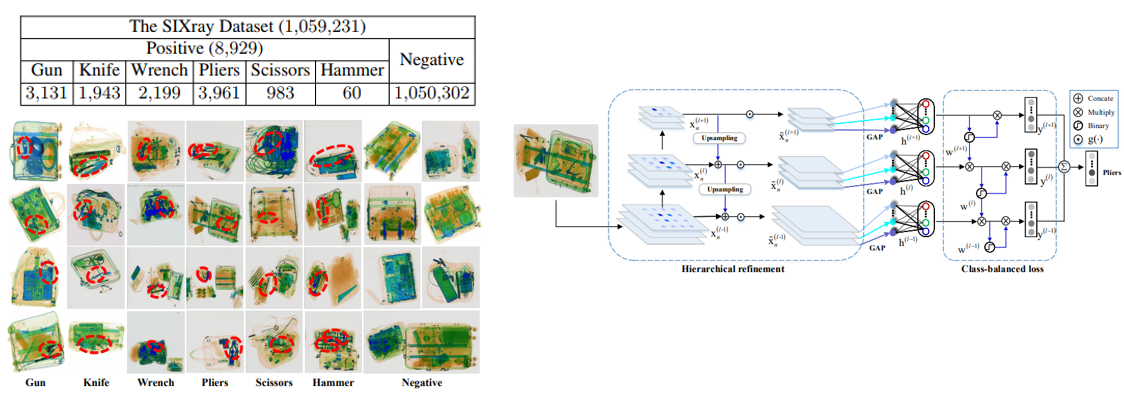 The SIXray Dataset (1,059,231)
Positive (8,929)
Negative
Gun Knife Wrench Pliers Scissors Hammer
3,131 1,943 2,199 3,961 983 60 1,050,302
Gun Knife Wrench Pliers Scissors Hammer Negative
x_n^(l+1)
Upsampling
x̃_n^(l+1)
GAP
h^(l+1)
w^(l+1)
y^(l+1)
Concate
Multiply
Binary
g(·)
x_n^(l)
Upsampling
x̃_n^(l)
GAP
h^(l)
w^(l)
y^(l)
Σ
Pliers
x_n^(l-1)
x̃_n^(l-1)
GAP
h^(l-1)
w^(l-1)
y^(l-1)
Hierarchical refinement
Class-balanced loss